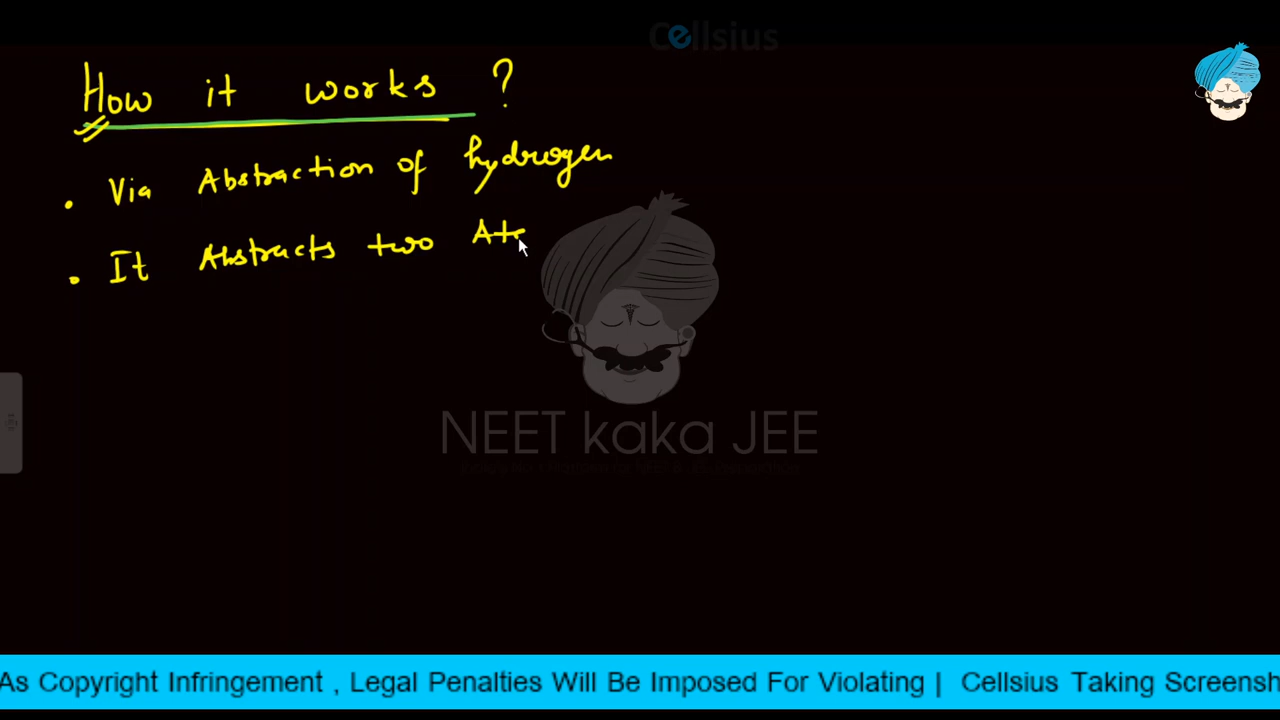 Cellsius
How it works ?
. Via Abstraction of hydrogen
. It Abstracts two Ato
NEET kaka JEE
As Copyright Infringement , Legal Penalties Will Be Imposed For Violating | Cellsius Taking Screensh